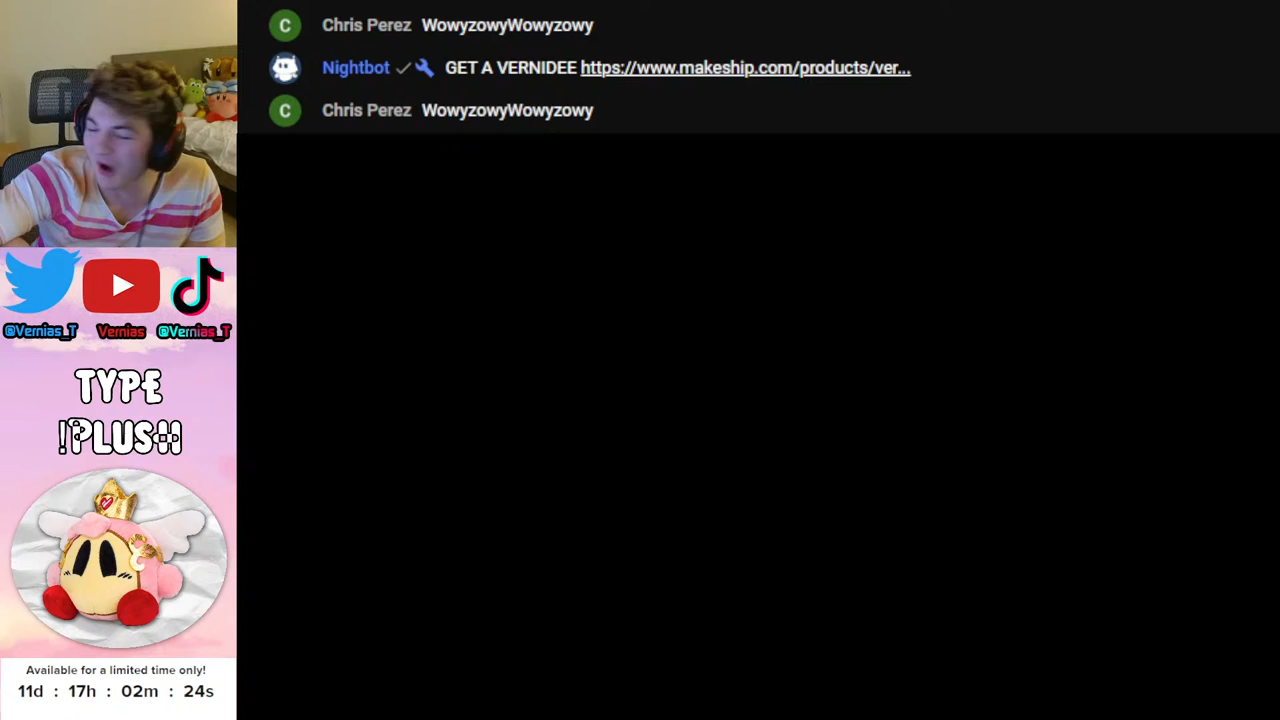 C Chris Perez WowyzowyWowyzowy
Nightbot GET A VERNIDEE https://www.makeship.com/products/ver...
C Chris Perez WowyzowyWowyzowy
@Vernias_T Vernias @Vernias_T
TYPE
!PLUSH
Available for a limited time only!
11d : 17h : 02m : 24s